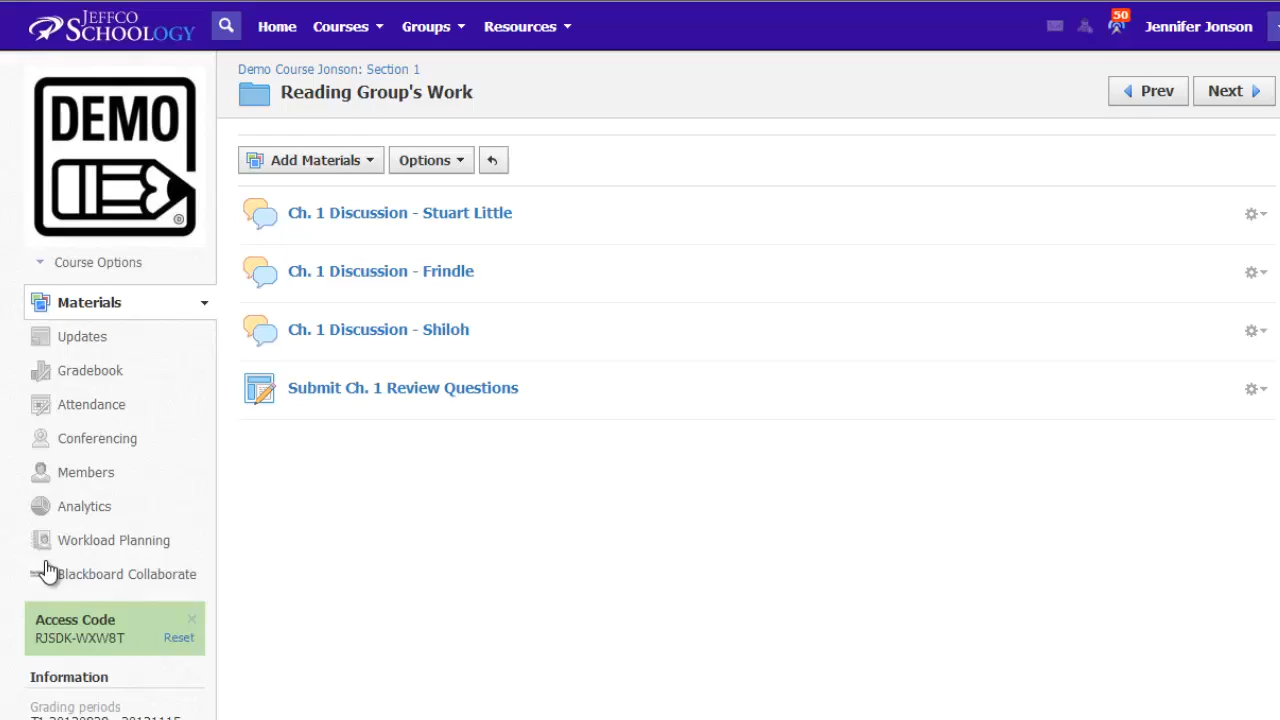 JEFFCO
SCHOOLOGY
Home
Courses
Groups
Resources
50
Jennifer Jonson
DEMO
®
Demo Course Jonson: Section 1
Reading Group's Work
Prev
Next
Add Materials
Options
Ch. 1 Discussion - Stuart Little
Ch. 1 Discussion - Frindle
Ch. 1 Discussion - Shiloh
Submit Ch. 1 Review Questions
Course Options
Materials
Updates
Gradebook
Attendance
Conferencing
Members
Analytics
Workload Planning
Blackboard Collaborate
Access Code
RJSDK-WXW8T Reset
Information
Grading periods